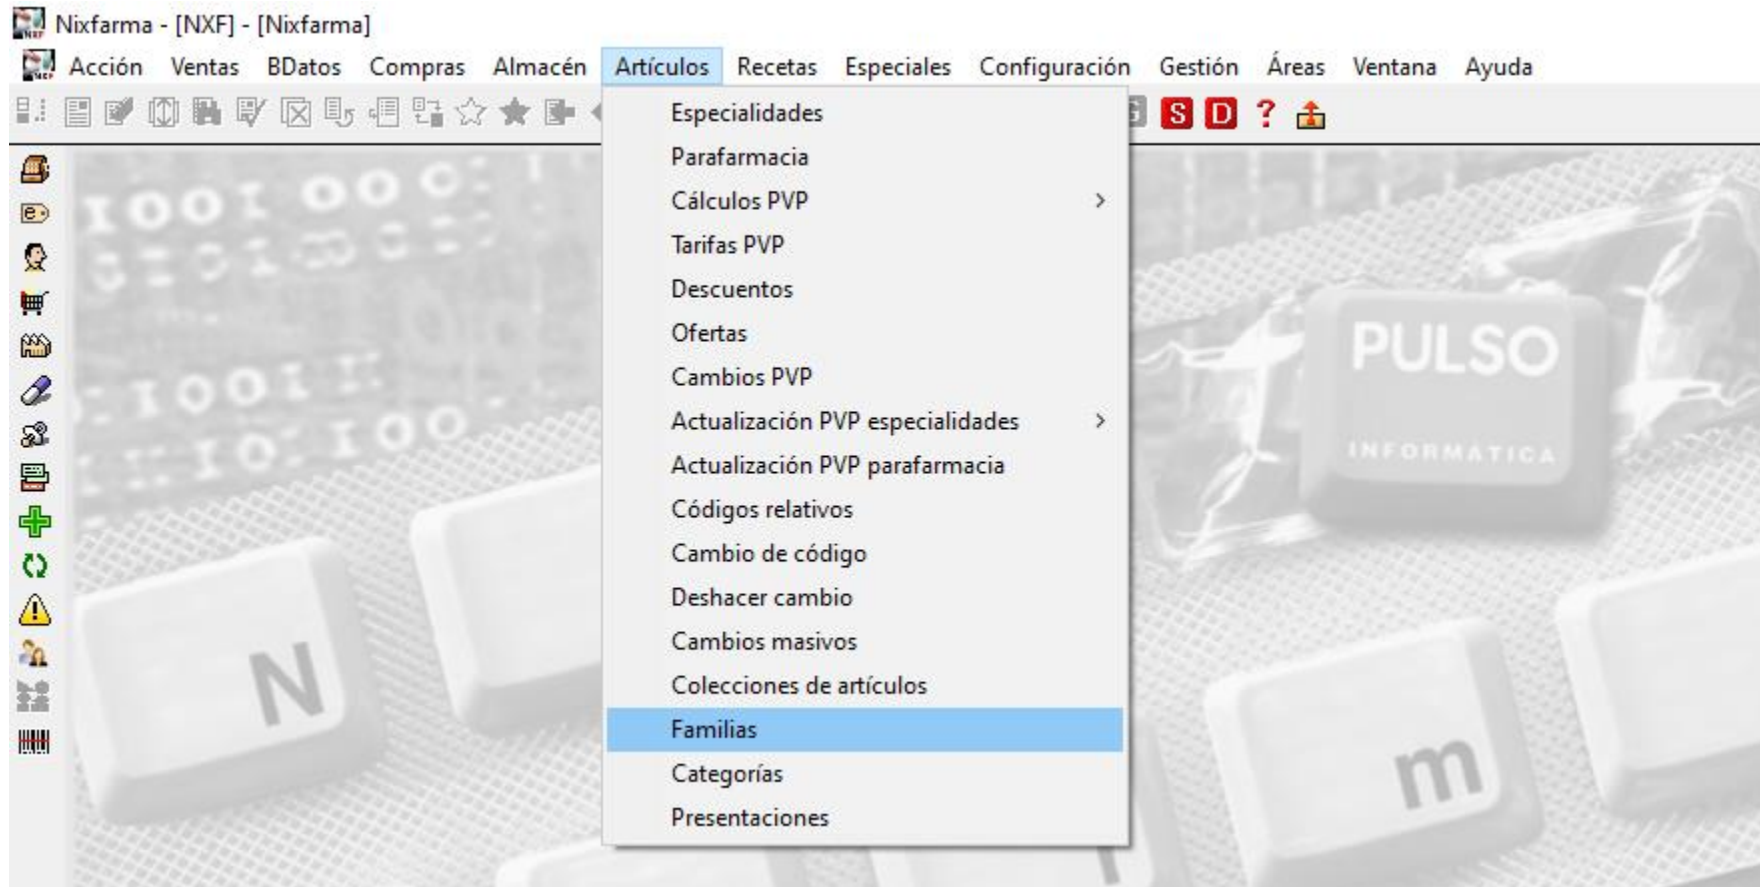 Nixfarma - [NXF] - [Nixfarma]
Acción Ventas BDatos Compras Almacén Artículos Recetas Especiales Configuración Gestión Áreas Ventana Ayuda
S D ?
Especialidades
Parafarmacia
Cálculos PVP
Tarifas PVP
Descuentos
Ofertas
Cambios PVP
Actualización PVP especialidades
Actualización PVP parafarmacia
Códigos relativos
Cambio de código
Deshacer cambio
Cambios masivos
Colecciones de artículos
Familias
Categorías
Presentaciones
PULSO
INFORMÁTICA
N
m